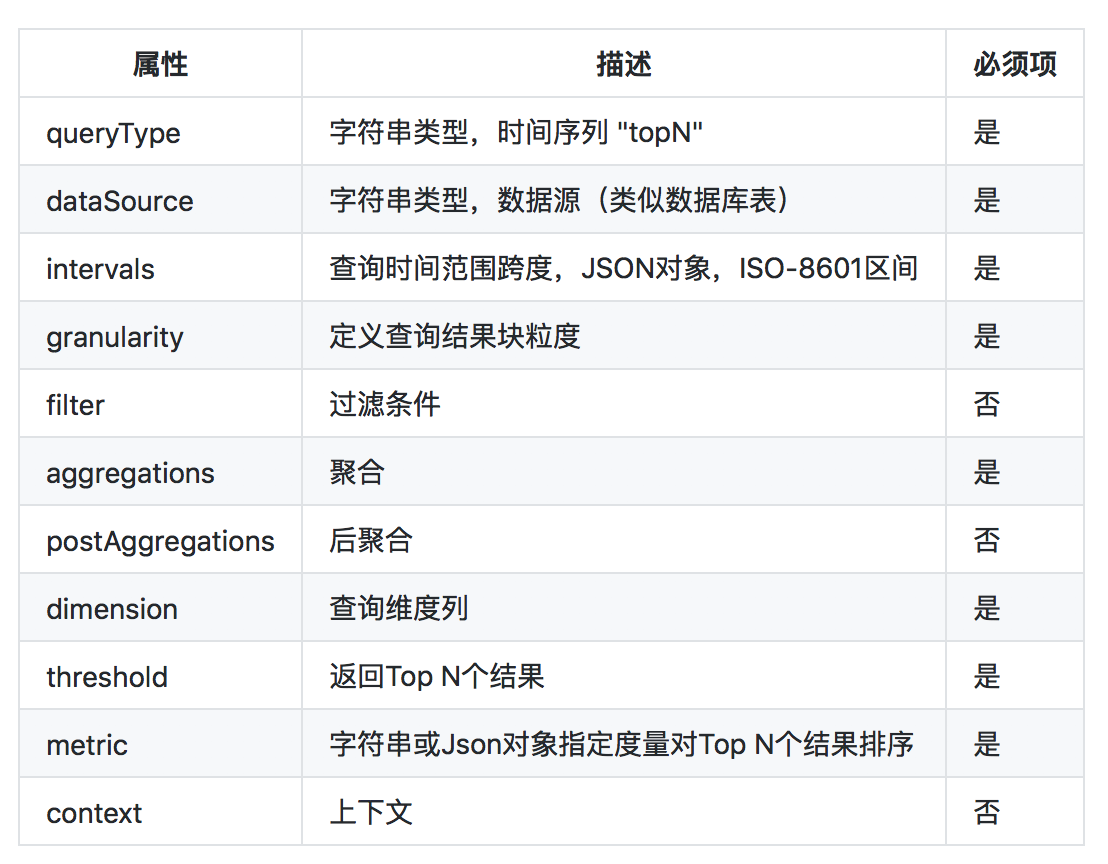 属性 描述 必须项
queryType 字符串类型，时间序列 "topN" 是
dataSource 字符串类型，数据源（类似数据库表） 是
intervals 查询时间范围跨度，JSON对象，ISO-8601区间 是
granularity 定义查询结果块粒度 是
filter 过滤条件 否
aggregations 聚合 是
postAggregations 后聚合 否
dimension 查询维度列 是
threshold 返回Top N个结果 是
metric 字符串或Json对象指定度量对Top N个结果排序 是
context 上下文 否